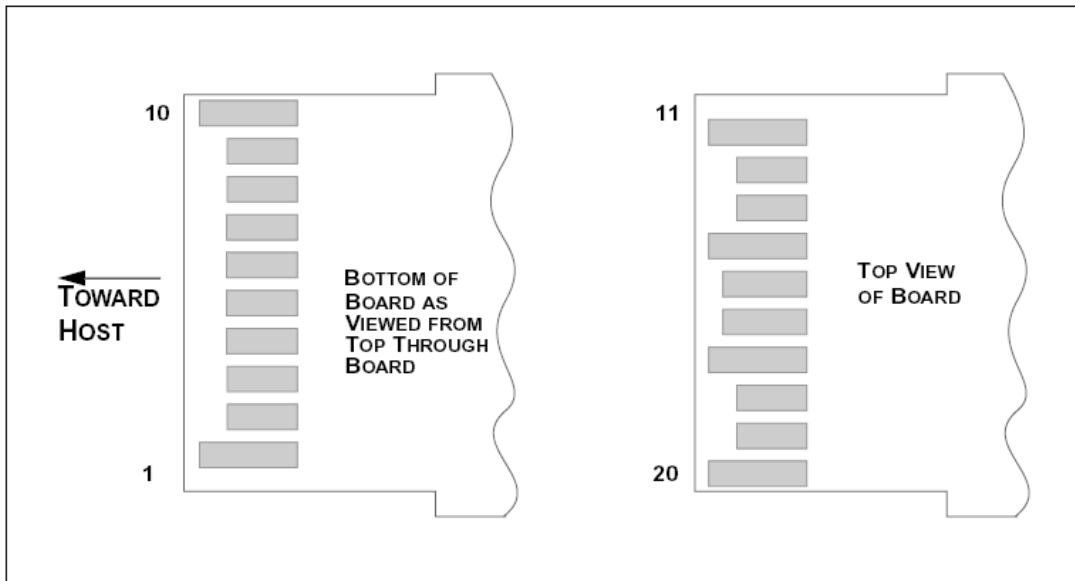 10
1
TOWARD
HOST
BOTTOM OF
BOARD AS
VIEWED FROM
TOP THROUGH
BOARD
11
20
TOP VIEW
OF BOARD